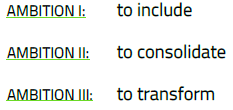 AMBITION I: to include
AMBITION II: to consolidate
AMBITION III: to transform